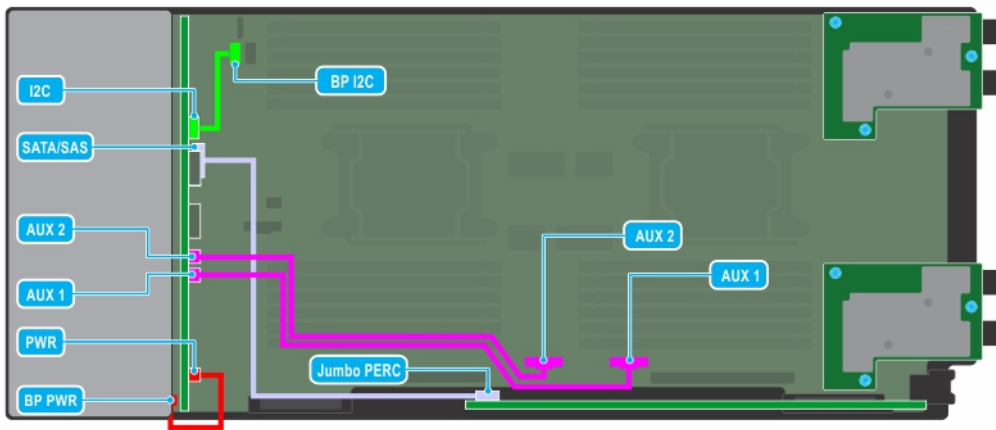 I2C
BP I2C
SATA/SAS
AUX 2
AUX 1
PWR
BP PWR
AUX 2
AUX 1
Jumbo PERC